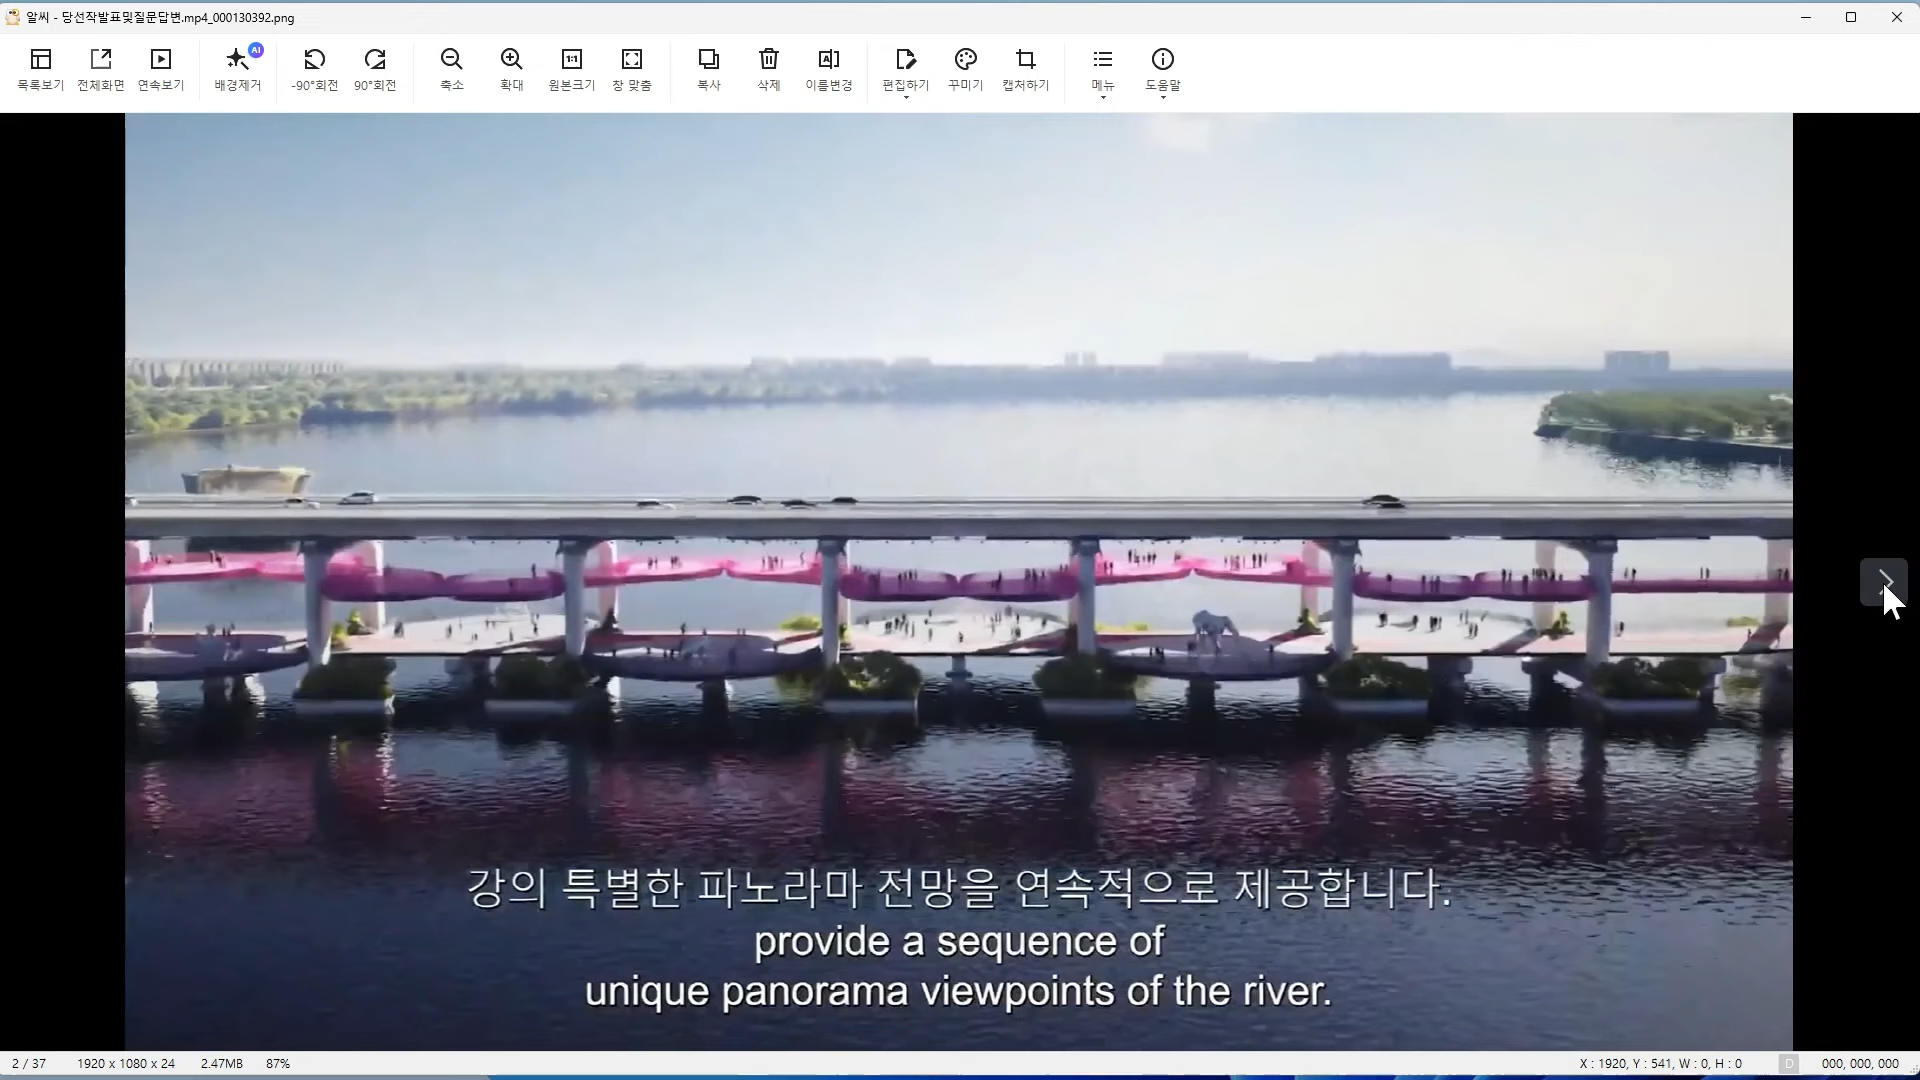 알씨 - 당선작발표및질문답변.mp4_000130392.png
목록보기 전체화면 연속보기 AI 배경제거 -90°회전 90°회전 축소 확대 1:1 원본크기 창 맞춤 복사 삭제 A 이름변경 편집하기 꾸미기 캡처하기 메뉴 도움말
강의 특별한 파노라마 전망을 연속적으로 제공합니다.
provide a sequence of
unique panorama viewpoints of the river.
2 / 37 1920 x 1080 x 24 2.47MB 87% X : 1920, Y : 541, W : 0, H : 0 D 000, 000, 000